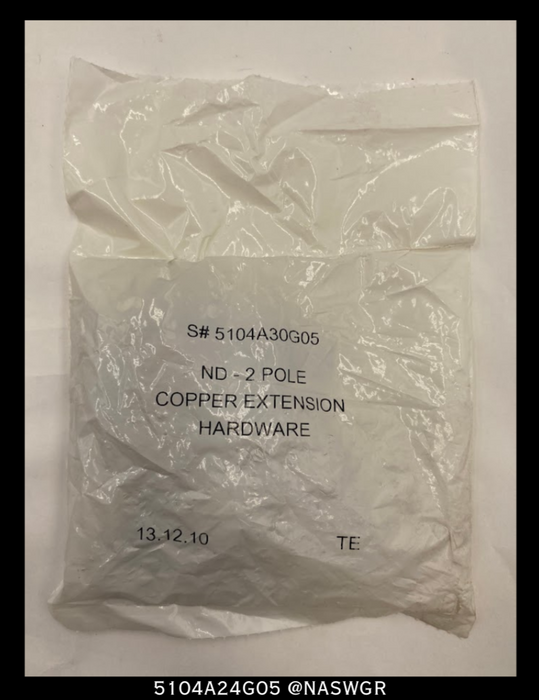 S# 5104A30G05
ND - 2 POLE
COPPER EXTENSION
HARDWARE
13.12.10 TE
5104A24G05 @NASWGR